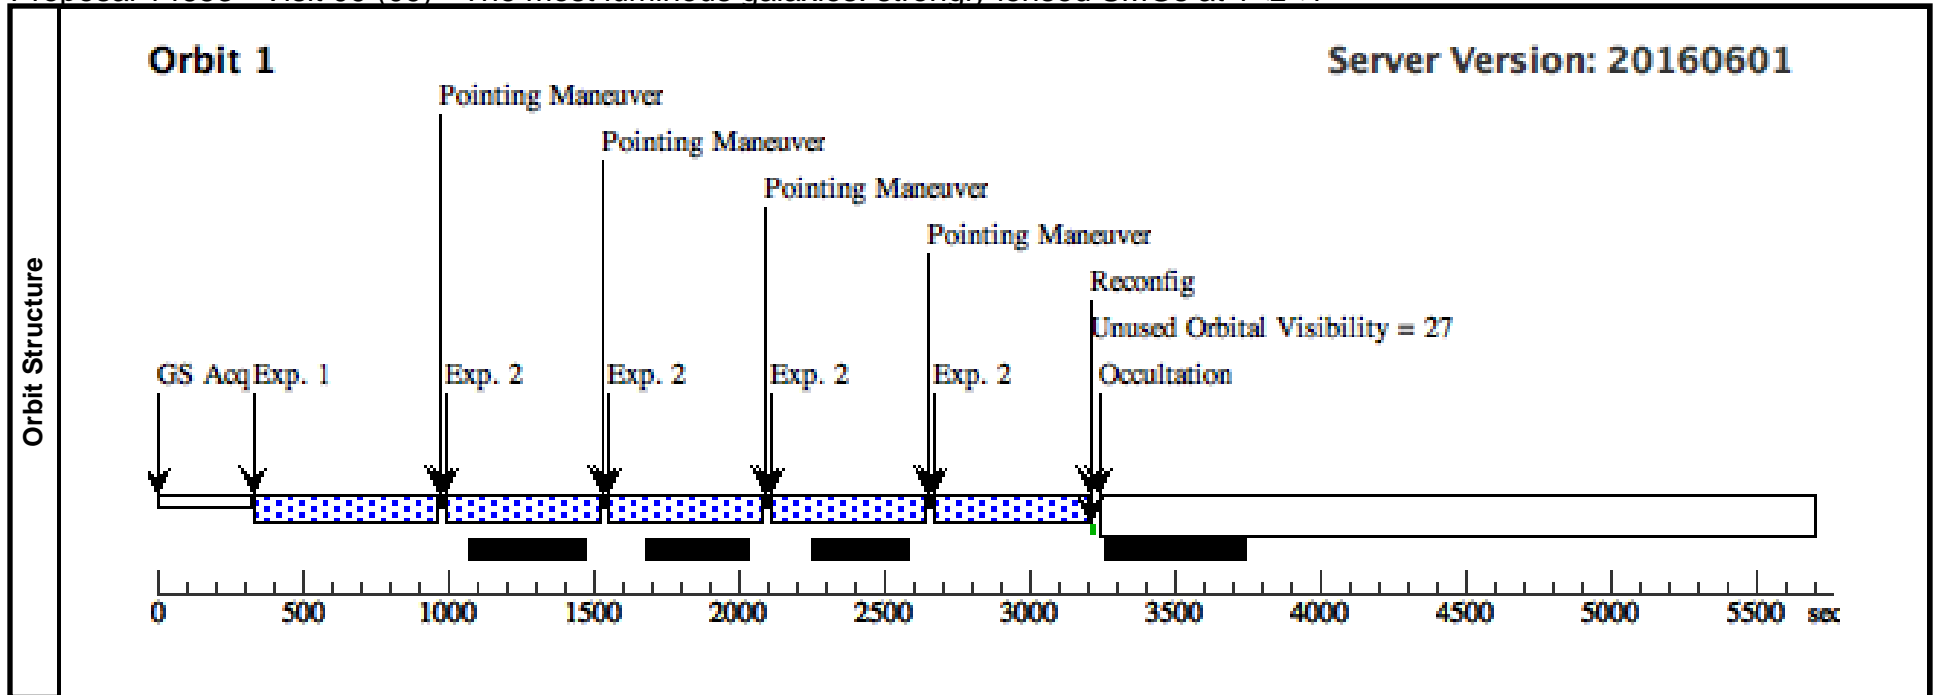 Orbit Structure
Orbit 1
Server Version: 20160601
Pointing Maneuver
Pointing Maneuver
Pointing Maneuver
Pointing Maneuver
Reconfig
Unused Orbital Visibility = 27
GS Acq Exp. 1 Exp. 2 Exp. 2 Exp. 2 Exp. 2 Occultation
0 500 1000 1500 2000 2500 3000 3500 4000 4500 5000 5500 sec